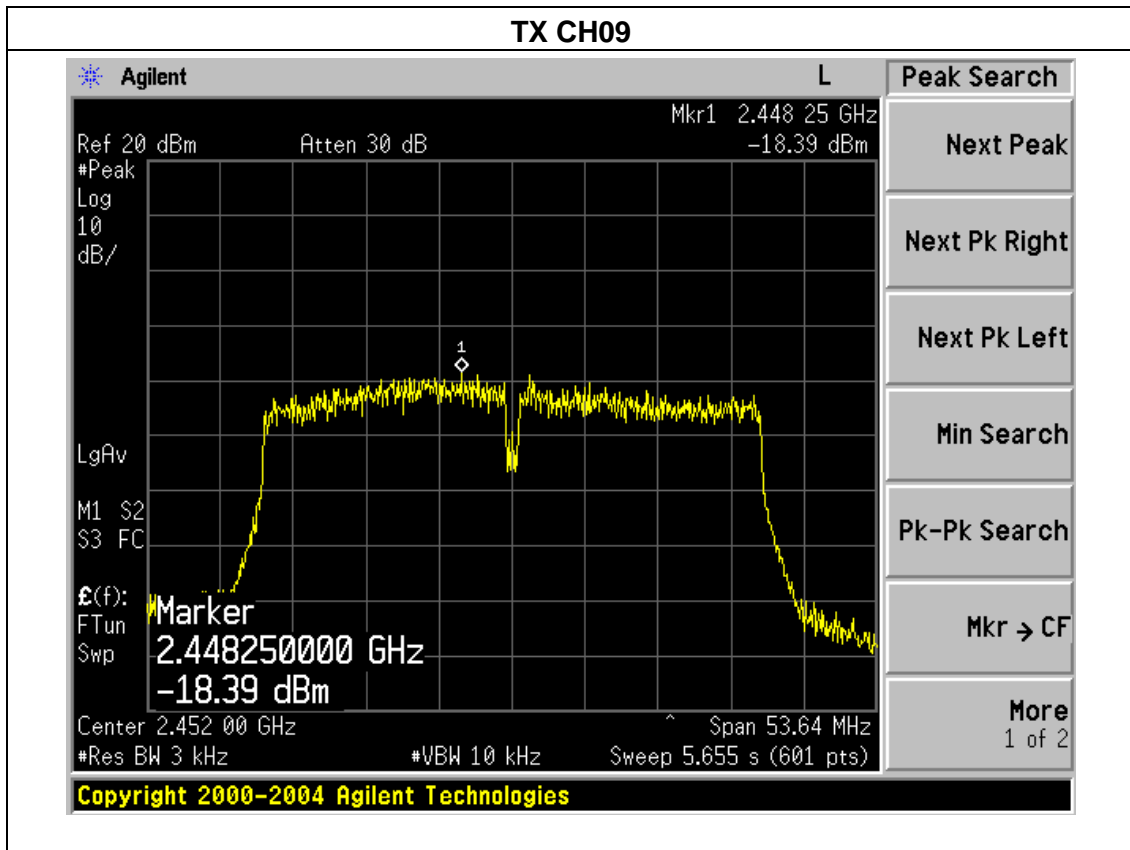 TX CH09
Agilent
L
Peak Search
Mkr1 2.448 25 GHz
Ref 20 dBm Atten 30 dB -18.39 dBm
#Peak
Log
10
dB/
1
LgAv
M1 S2
S3 FC
£(f):
FTun
Swp
Marker
2.448250000 GHz
-18.39 dBm
Center 2.452 00 GHz ^ Span 53.64 MHz
#Res BW 3 kHz #VBW 10 kHz Sweep 5.655 s (601 pts)
Next Peak
Next Pk Right
Next Pk Left
Min Search
Pk-Pk Search
Mkr → CF
More
1 of 2
Copyright 2000-2004 Agilent Technologies